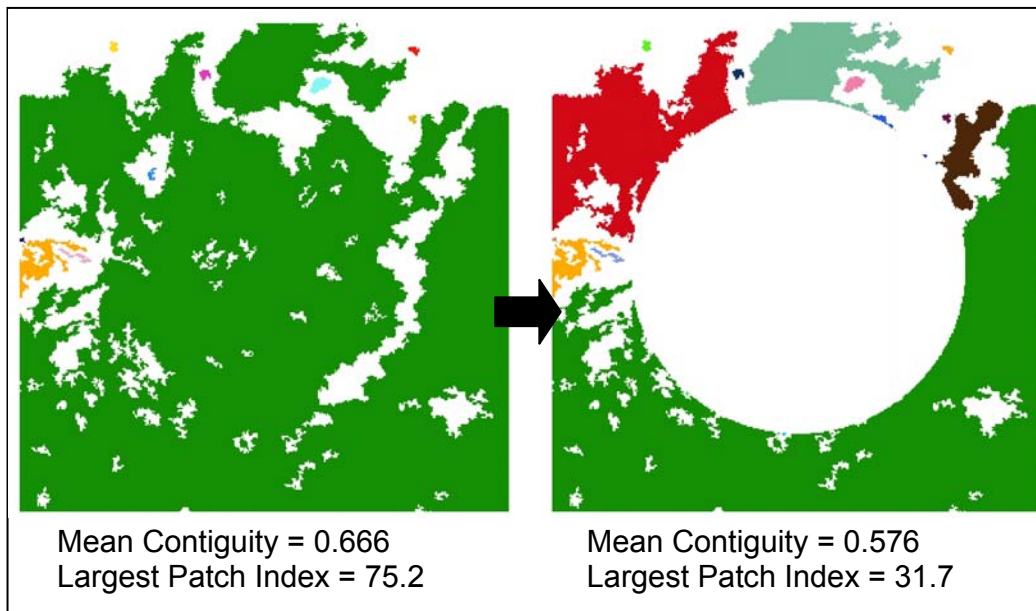 Mean Contiguity = 0.666
Largest Patch Index = 75.2
Mean Contiguity = 0.576
Largest Patch Index = 31.7